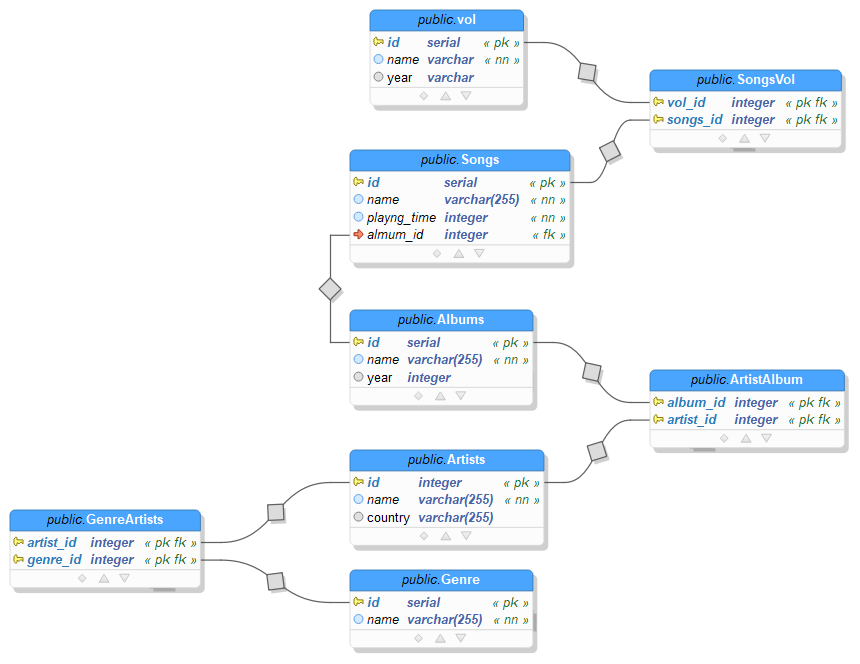 public.vol
id serial « pk »
name varchar « nn »
year varchar
public.SongsVol
vol_id integer « pk fk »
songs_id integer « pk fk »
public.Songs
id serial « pk »
name varchar(255) « nn »
playng_time integer « nn »
almum_id integer « fk »
public.Albums
id serial « pk »
name varchar(255) « nn »
year integer
public.ArtistAlbum
album_id integer « pk fk »
artist_id integer « pk fk »
public.Artists
id integer « pk »
name varchar(255) « nn »
country varchar(255)
public.GenreArtists
artist_id integer « pk fk »
genre_id integer « pk fk »
public.Genre
id serial « pk »
name varchar(255) « nn »